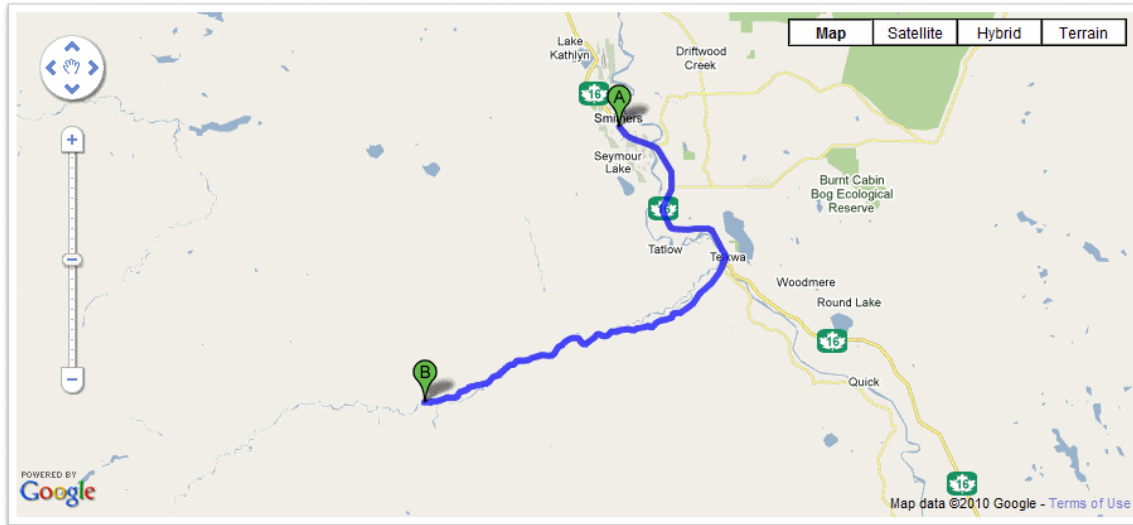 Map
Satellite
Hybrid
Terrain
Lake
Kathlyn
Driftwood
Creek
16
A
Smithers
Seymour
Lake
Burnt Cabin
Bog Ecological
Reserve
16
Tatlow
Telkwa
Woodmere
Round Lake
16
B
Quick
16
POWERED BY
Google
Map data ©2010 Google - Terms of Use